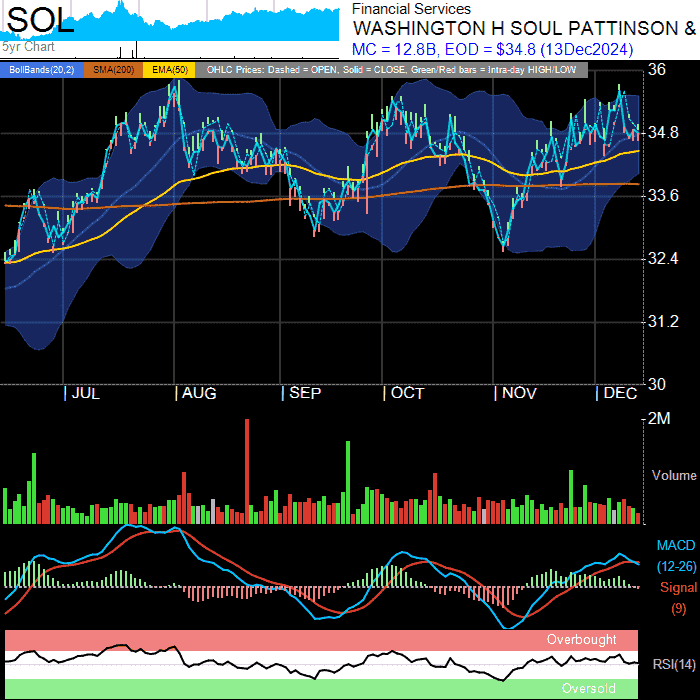 SOL
5yr Chart
Financial Services
WASHINGTON H SOUL PATTINSON &
MC = 12.8B, EOD = $34.8 (13Dec2024)
BollBands(20,2) SMA(200) EMA(50) OHLC Prices: Dashed = OPEN, Solid = CLOSE, Green/Red bars = Intra-day HIGH/LOW
36
34.8
33.6
32.4
31.2
30
JUL AUG SEP OCT NOV DEC
2M
Volume
MACD
(12-26)
Signal
(9)
Overbought
RSI(14)
Oversold